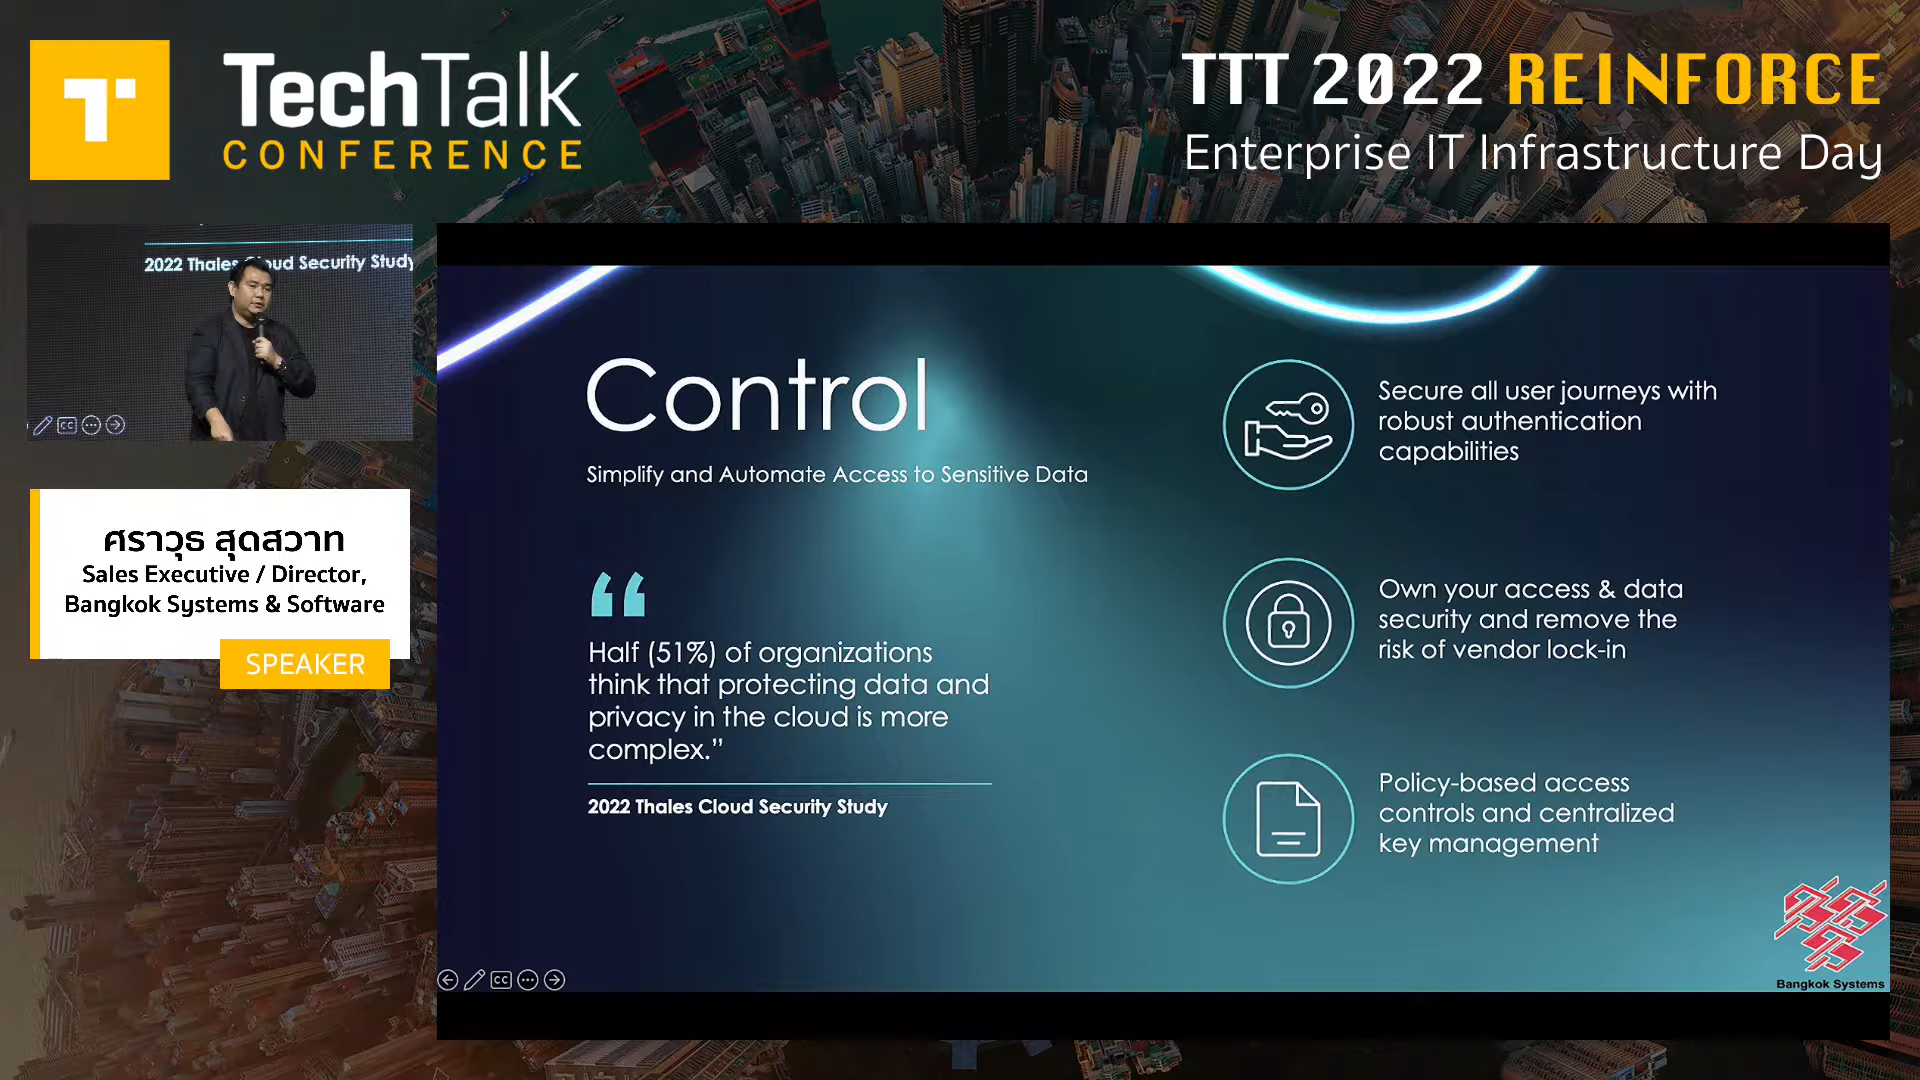 TechTalk
CONFERENCE
TTT 2022 REINFORCE
Enterprise IT Infrastructure Day
2022 Thales Cloud Security Study
ศราวุธ สุดสวาท
Sales Executive / Director,
Bangkok Systems & Software
SPEAKER
Control
Simplify and Automate Access to Sensitive Data
“
Half (51%) of organizations
think that protecting data and
privacy in the cloud is more
complex.”
2022 Thales Cloud Security Study
Secure all user journeys with
robust authentication
capabilities
Own your access & data
security and remove the
risk of vendor lock-in
Policy-based access
controls and centralized
key management
Bangkok Systems
CC
CC